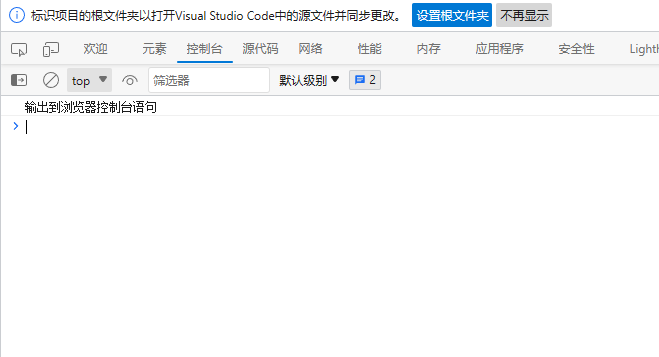 标识项目的根文件夹以打开Visual Studio Code中的源文件并同步更改。 设置根文件夹 不再显示
欢迎 元素 控制台 源代码 网络 性能 内存 应用程序 安全性 Lighth
top 筛选器 默认级别 2
输出到浏览器控制台语句